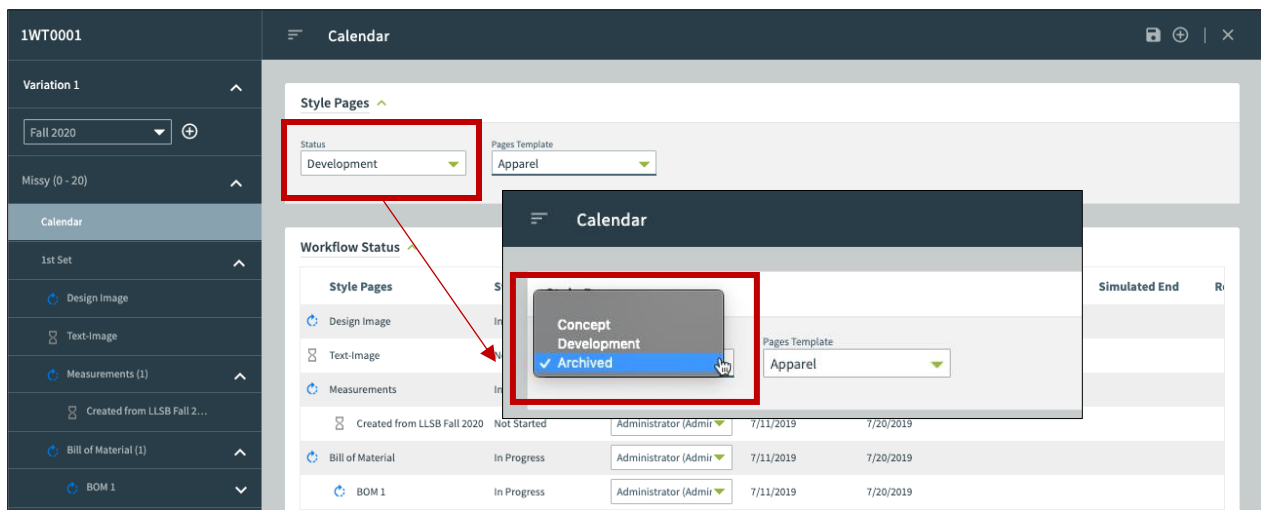 1WT0001
Calendar
Variation 1
Fall 2020
Missy (0 - 20)
Calendar
1st Set
Design Image
Text-Image
Measurements (1)
Created from LLSB Fall 2...
Bill of Material (1)
BOM 1
Style Pages
Status
Pages Template
Development
Apparel
Workflow Status
Style Pages
Simulated End
Design Image
Text-Image
Measurements
Created from LLSB Fall 2020 Not Started Administrator (Admir 7/11/2019 7/20/2019
Bill of Material In Progress Administrator (Admir 7/11/2019 7/20/2019
BOM 1 In Progress Administrator (Admir 7/11/2019 7/20/2019
Calendar
Concept
Development
Archived
Pages Template
Apparel